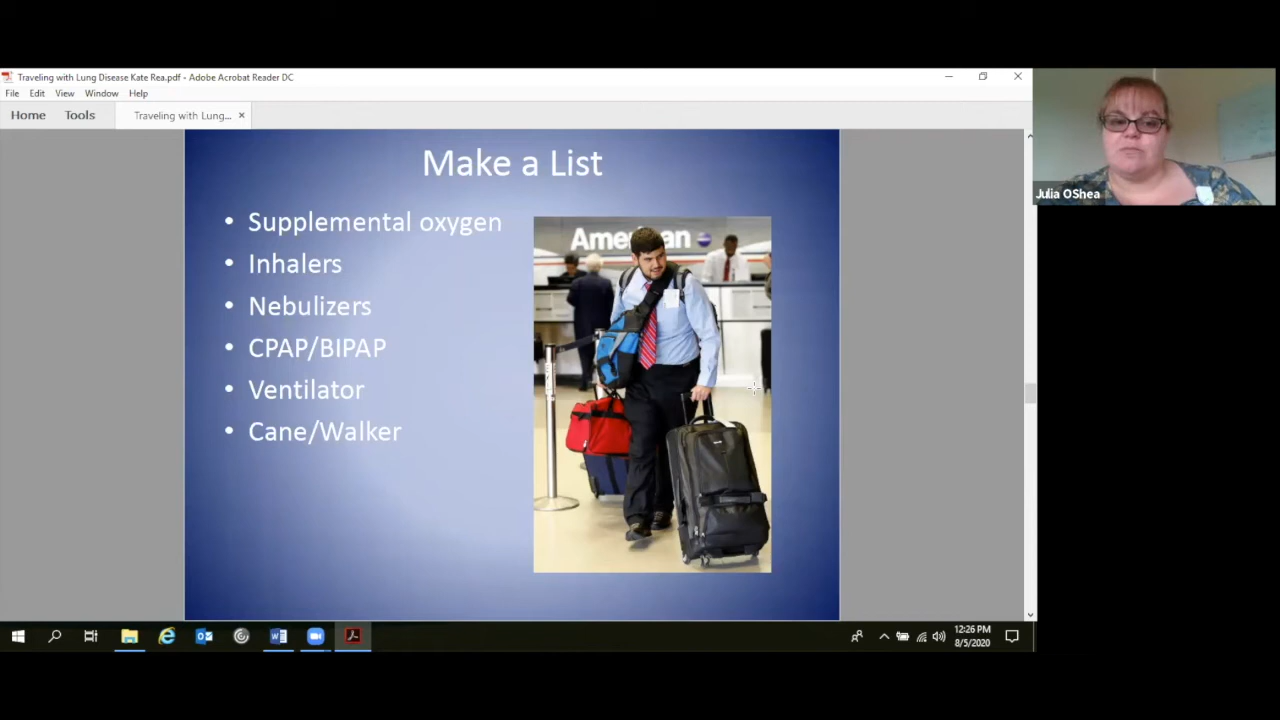 Traveling with Lung Disease Kate Rea.pdf - Adobe Acrobat Reader DC
File Edit View Window Help
Home Tools Traveling with Lung... ×
Make a List
• Supplemental oxygen
• Inhalers
• Nebulizers
• CPAP/BIPAP
• Ventilator
• Cane/Walker
American
Julia OShea
12:26 PM
8/5/2020